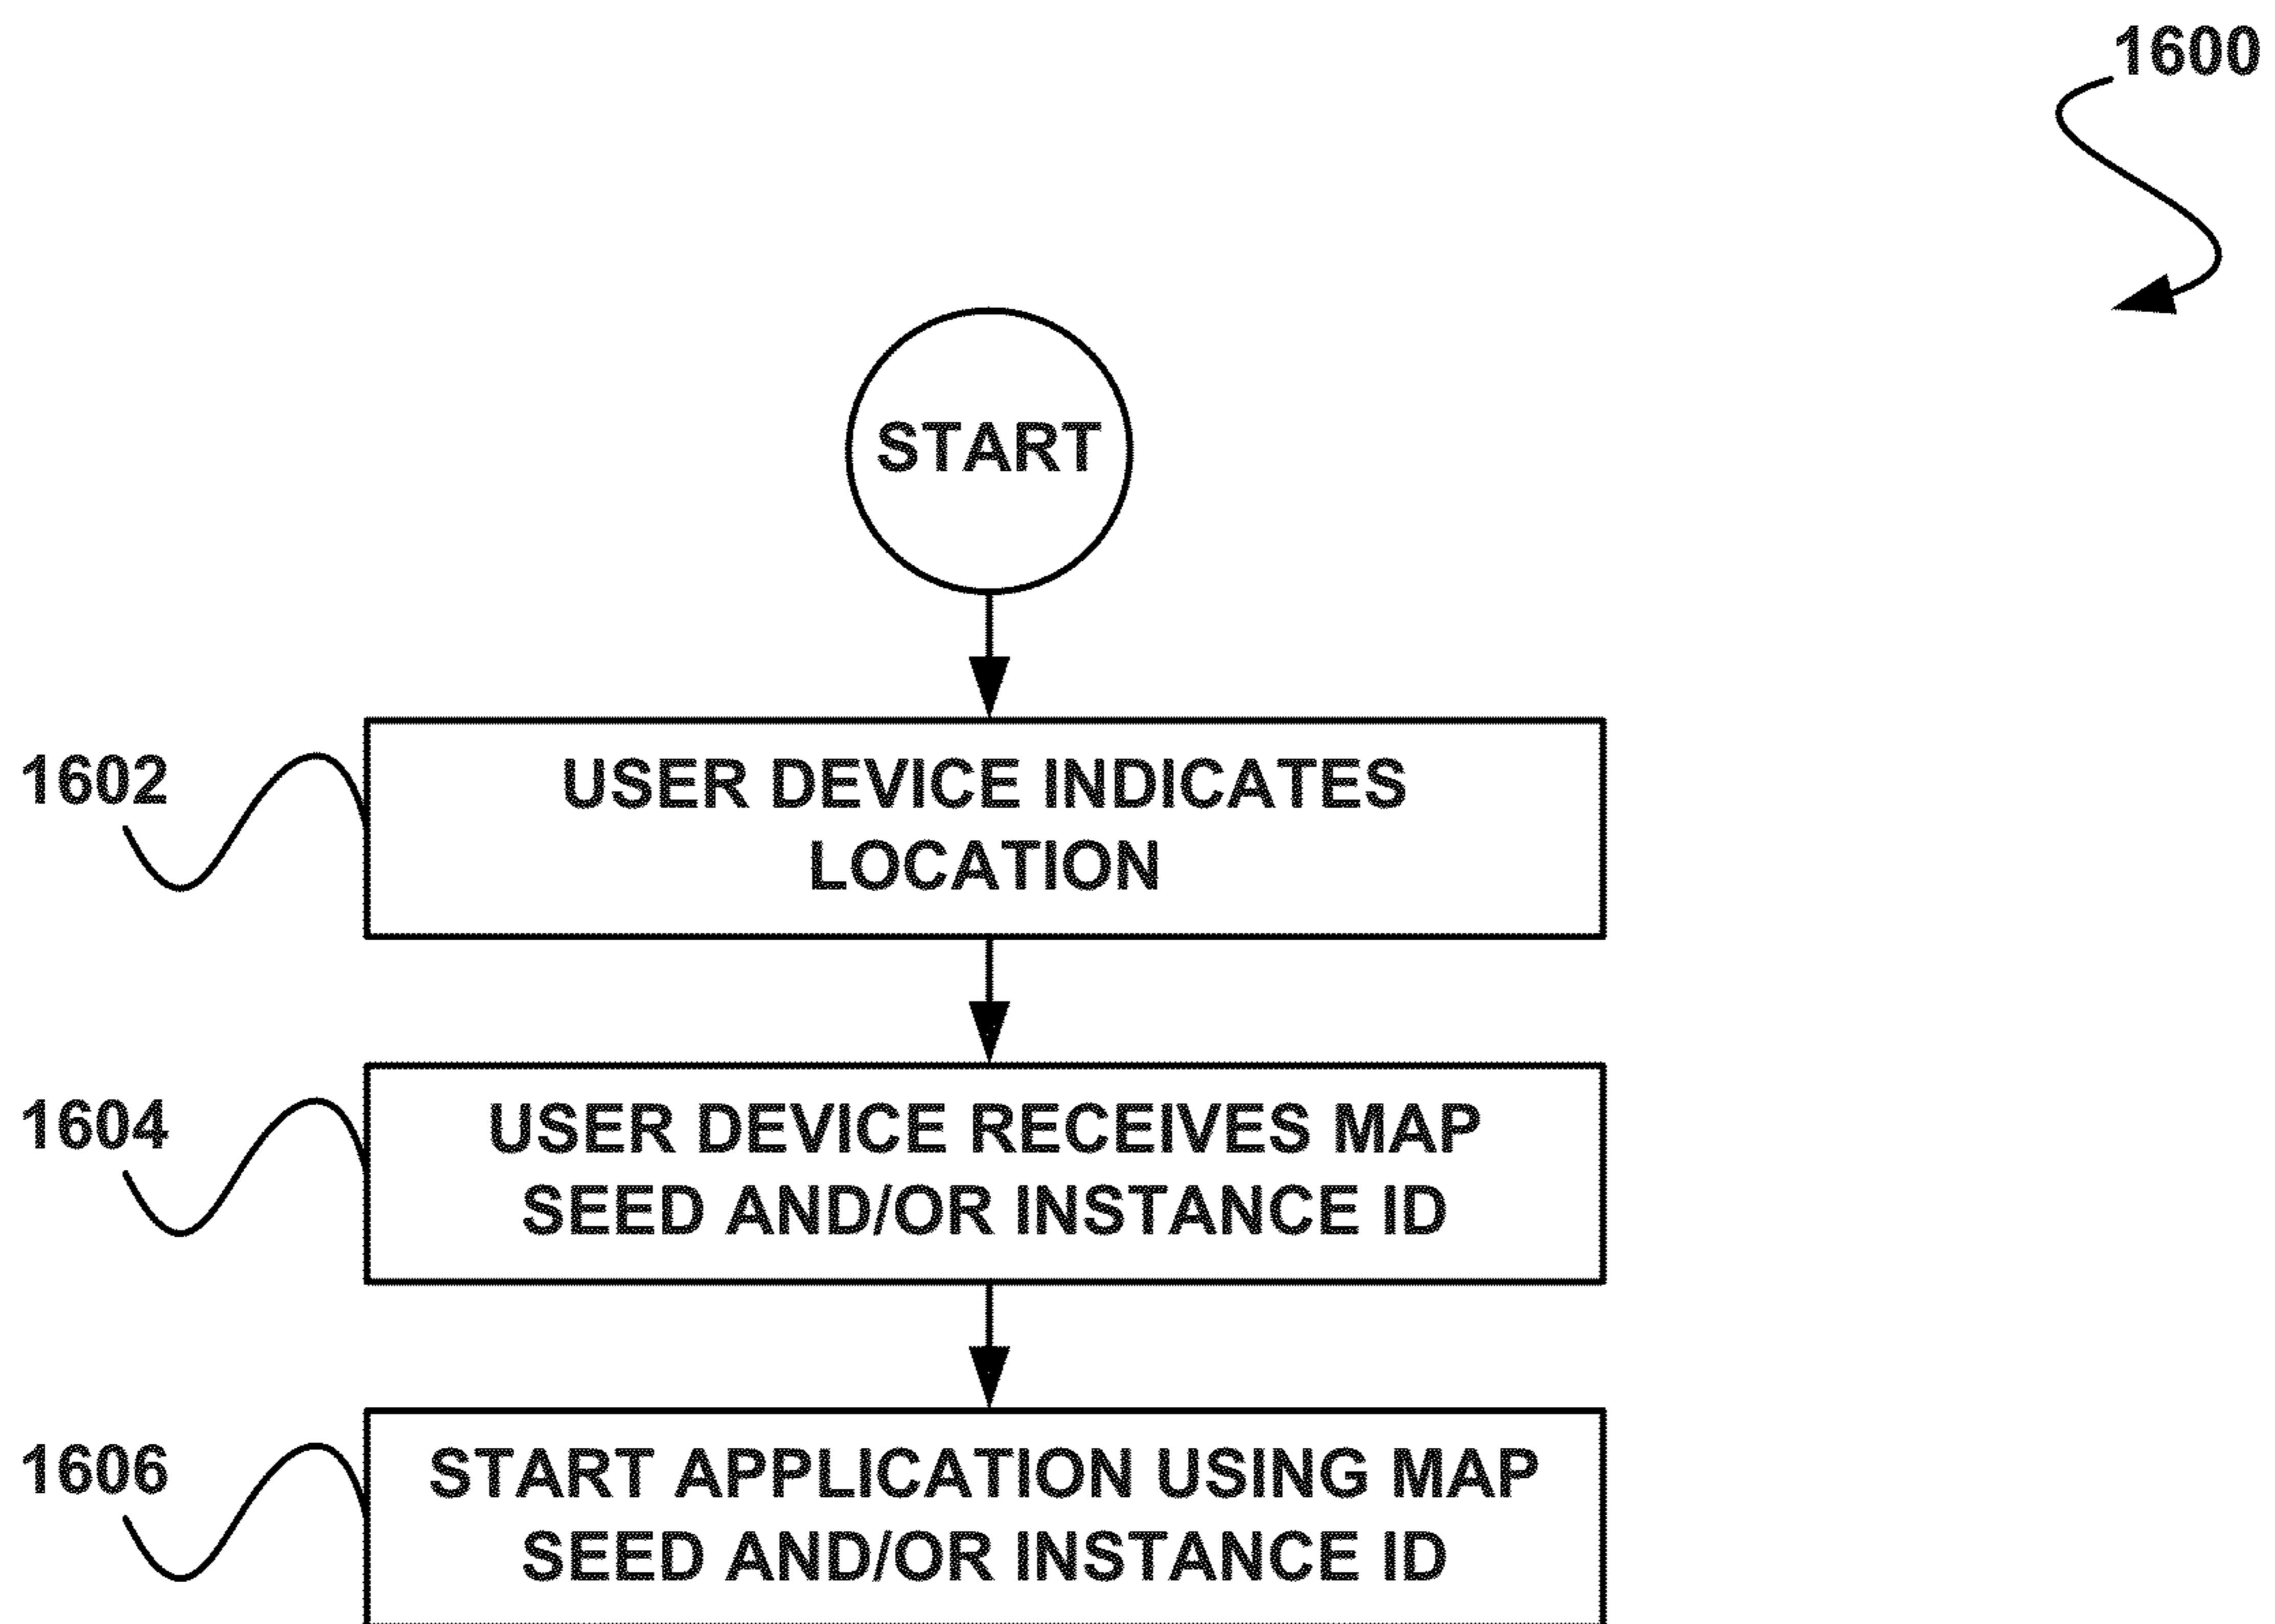 1600
START
1602
USER DEVICE INDICATES
LOCATION
1604
USER DEVICE RECEIVES MAP
SEED AND/OR INSTANCE ID
1606
START APPLICATION USING MAP
SEED AND/OR INSTANCE ID